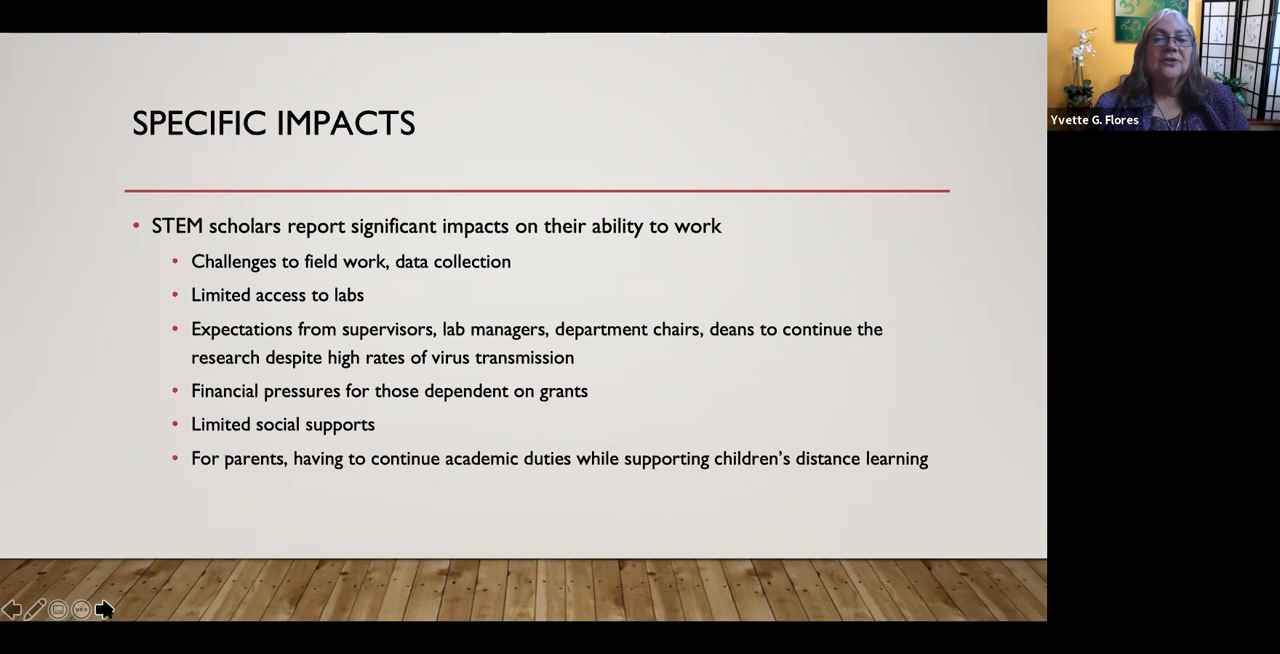 SPECIFIC IMPACTS
• STEM scholars report significant impacts on their ability to work
• Challenges to field work, data collection
• Limited access to labs
• Expectations from supervisors, lab managers, department chairs, deans to continue the
research despite high rates of virus transmission
• Financial pressures for those dependent on grants
• Limited social supports
• For parents, having to continue academic duties while supporting children’s distance learning
Yvette G. Flores